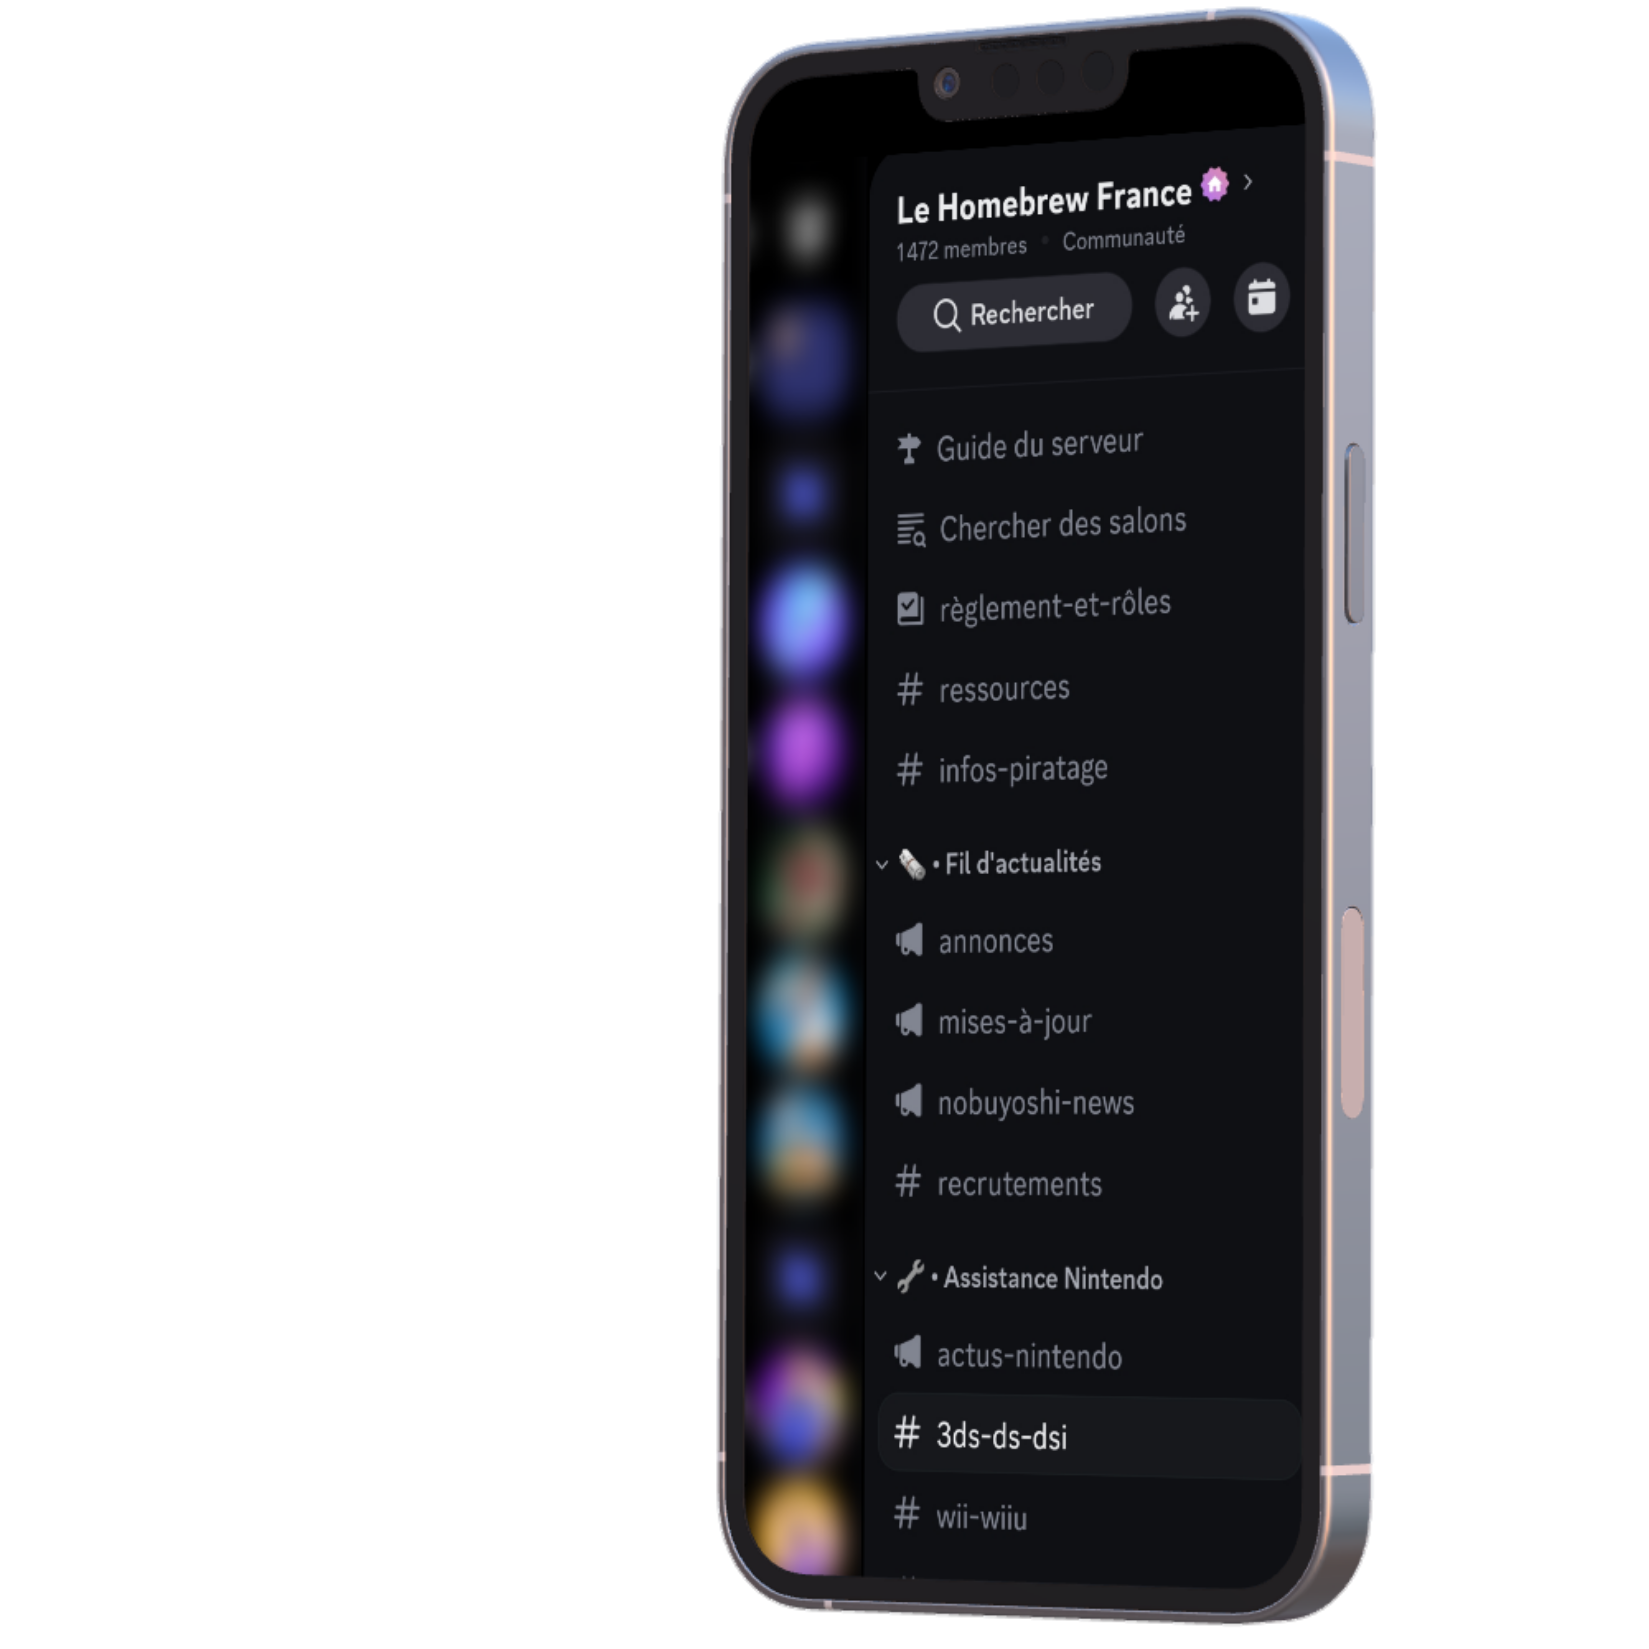 Le Homebrew France
1472 membres • Communauté
Rechercher
Guide du serveur
Chercher des salons
règlement-et-rôles
# ressources
# infos-piratage
• Fil d'actualités
annonces
mises-à-jour
nobuyoshi-news
# recrutements
• Assistance Nintendo
actus-nintendo
# 3ds-ds-dsi
# wii-wiiu